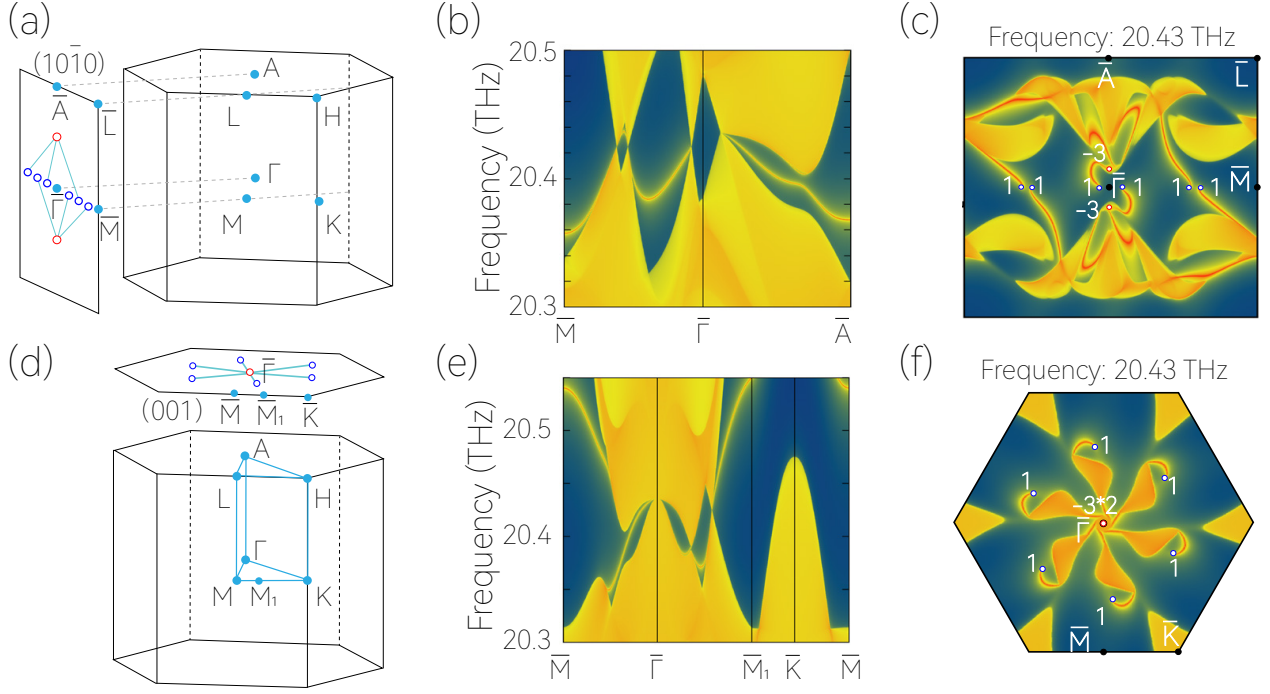 (a)
(101̄0)
A
A̅
L̅
L
H
Γ
Γ̅
M
K
M̅
(b)
Frequency (THz)
20.5
20.4
20.3
M̅ Γ̅ A̅
(c)
Frequency: 20.43 THz
A̅ L̅
-3
1 1 1 Γ̅ 1 1 1 M̅
-3
(d)
Γ̅
(001) M̅ M̅₁ K̅
A
L H
Γ
M M₁ K
(e)
Frequency (THz)
20.5
20.4
20.3
M̅ Γ̅ M̅₁ K̅ M̅
(f)
Frequency: 20.43 THz
1
1 1
-3*2
Γ̅
1 1
1
M̅ K̅